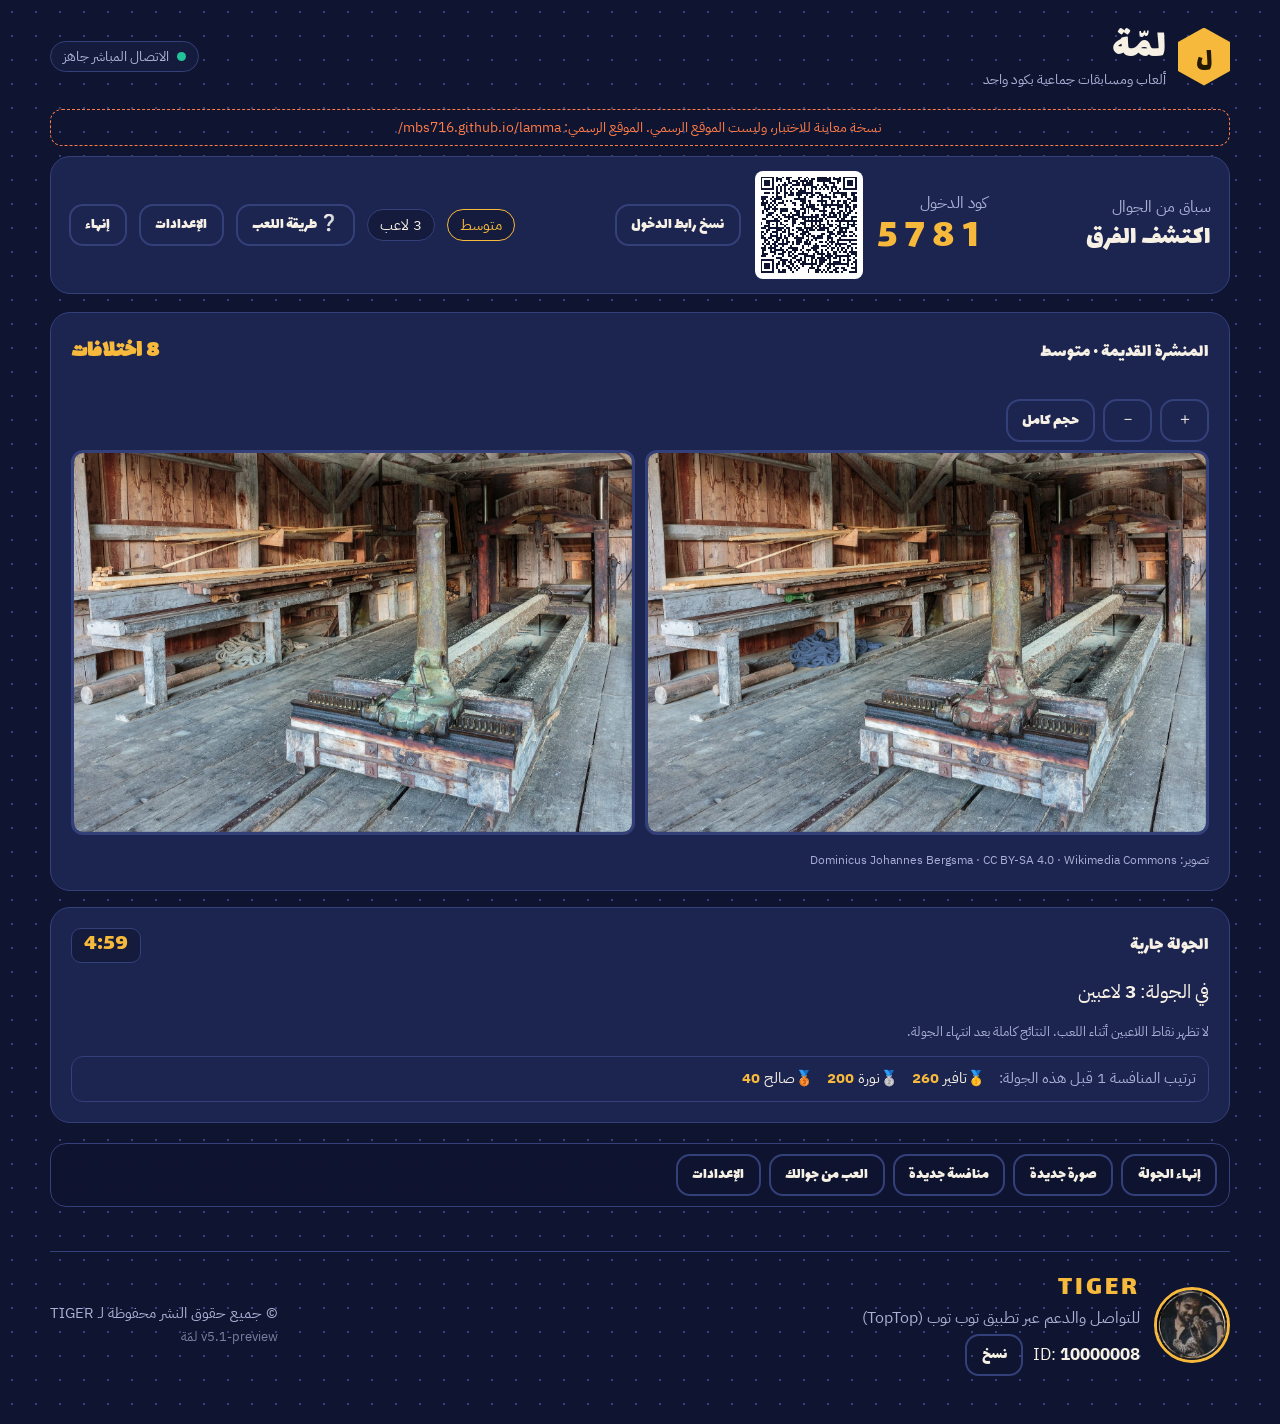 ل
لمّة
ألعاب ومسابقات جماعية بكود واحد
الاتصال المباشر جاهز
نسخة معاينة للاختبار، وليست الموقع الرسمي. الموقع الرسمي: mbs716.github.io/lamma/
سباق من الجوال
اكتشف الفرق
كود الدخول
5781
نسخ رابط الدخول
متوسط
3 لاعب
❔ طريقة اللعب
الإعدادات
إنهاء
المنشرة القديمة · متوسط
8 اختلافات
+
−
حجم كامل
تصوير: Dominicus Johannes Bergsma · CC BY-SA 4.0 · Wikimedia Commons
الجولة جارية
4:59
في الجولة: 3 لاعبين
لا تظهر نقاط اللاعبين أثناء اللعب. النتائج كاملة بعد انتهاء الجولة.
ترتيب المنافسة 1 قبل هذه الجولة: 🥇 تافير 260 🥈 نورة 200 🥉 صالح 40
إنهاء الجولة
صورة جديدة
منافسة جديدة
العب من جوالك
الإعدادات
TIGER
للتواصل والدعم عبر تطبيق توب توب (TopTop)
ID: 10000008
نسخ
© جميع حقوق النشر محفوظة لـ TIGER
لمّة v5.1-preview